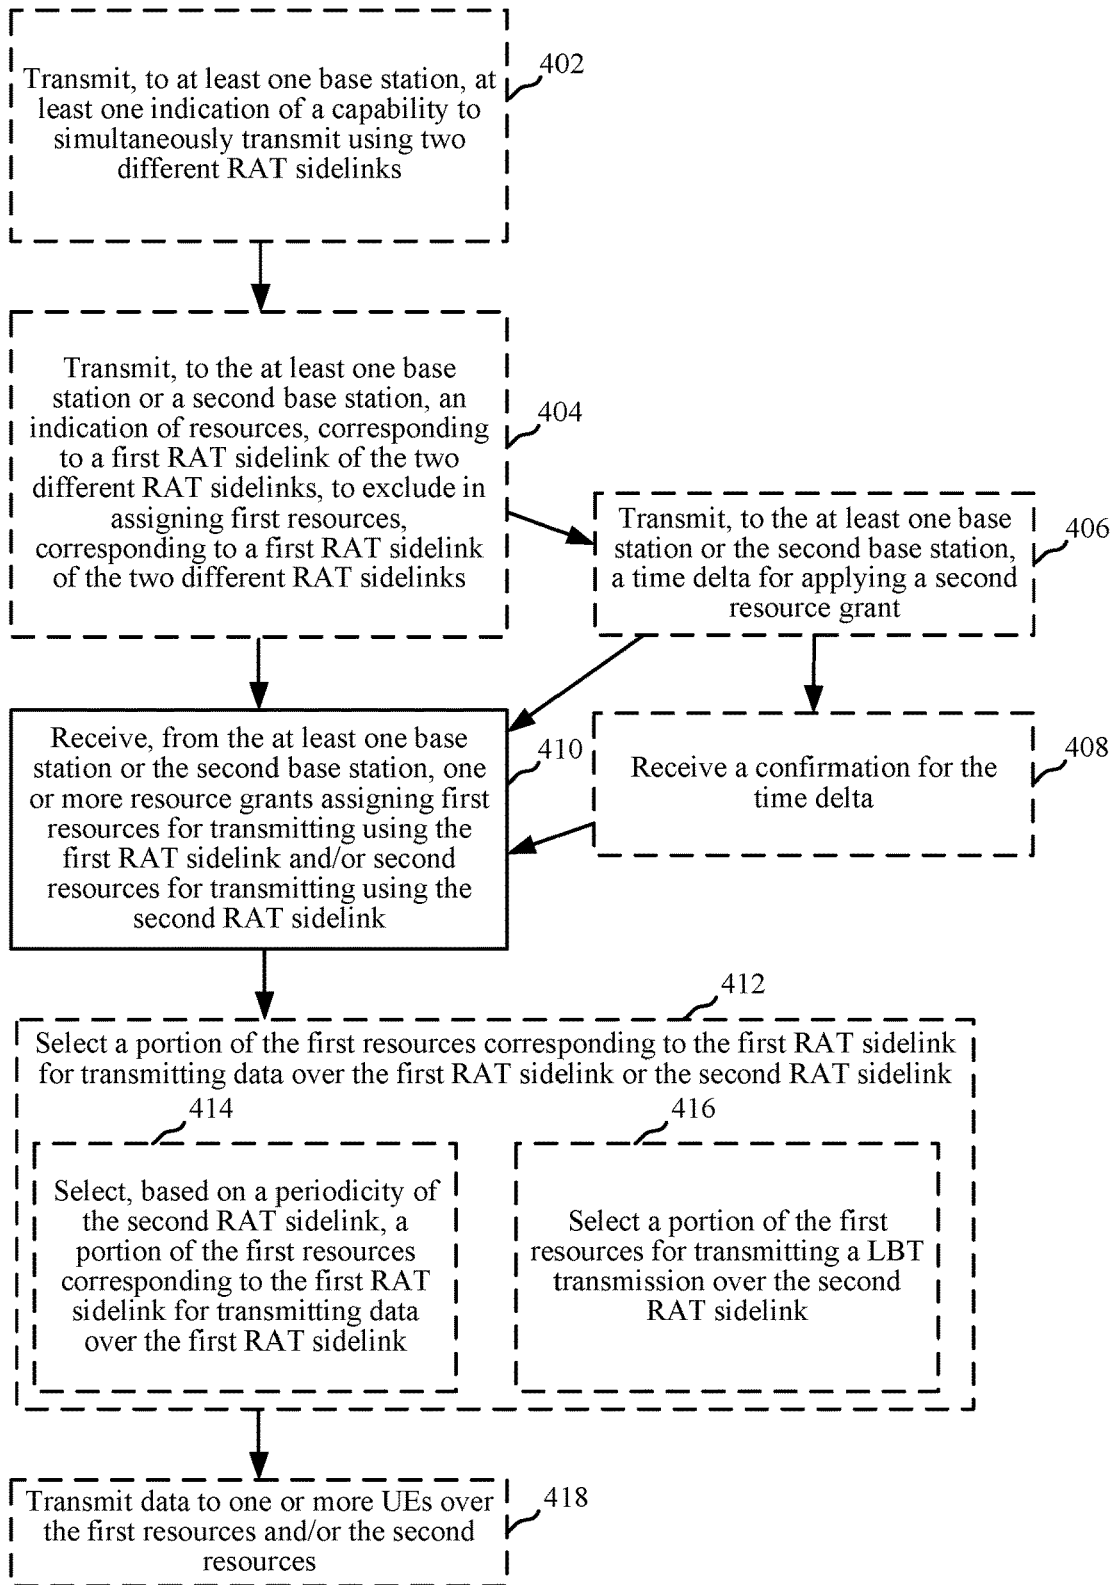 Transmit, to at least one base station, at
least one indication of a capability to
simultaneously transmit using two
different RAT sidelinks
402
Transmit, to the at least one base
station or a second base station, an
indication of resources, corresponding
to a first RAT sidelink of the two
different RAT sidelinks, to exclude in
assigning first resources,
corresponding to a first RAT sidelink
of the two different RAT sidelinks
404
Transmit, to the at least one base
station or the second base station,
a time delta for applying a second
resource grant
406
Receive a confirmation for the
time delta
408
Receive, from the at least one base
station or the second base station, one
or more resource grants assigning first
resources for transmitting using the
first RAT sidelink and/or second
resources for transmitting using the
second RAT sidelink
410
412
Select a portion of the first resources corresponding to the first RAT sidelink
for transmitting data over the first RAT sidelink or the second RAT sidelink
414
Select, based on a periodicity of
the second RAT sidelink, a
portion of the first resources
corresponding to the first RAT
sidelink for transmitting data
over the first RAT sidelink
416
Select a portion of the first
resources for transmitting a LBT
transmission over the second
RAT sidelink
Transmit data to one or more UEs over
the first resources and/or the second
resources
418